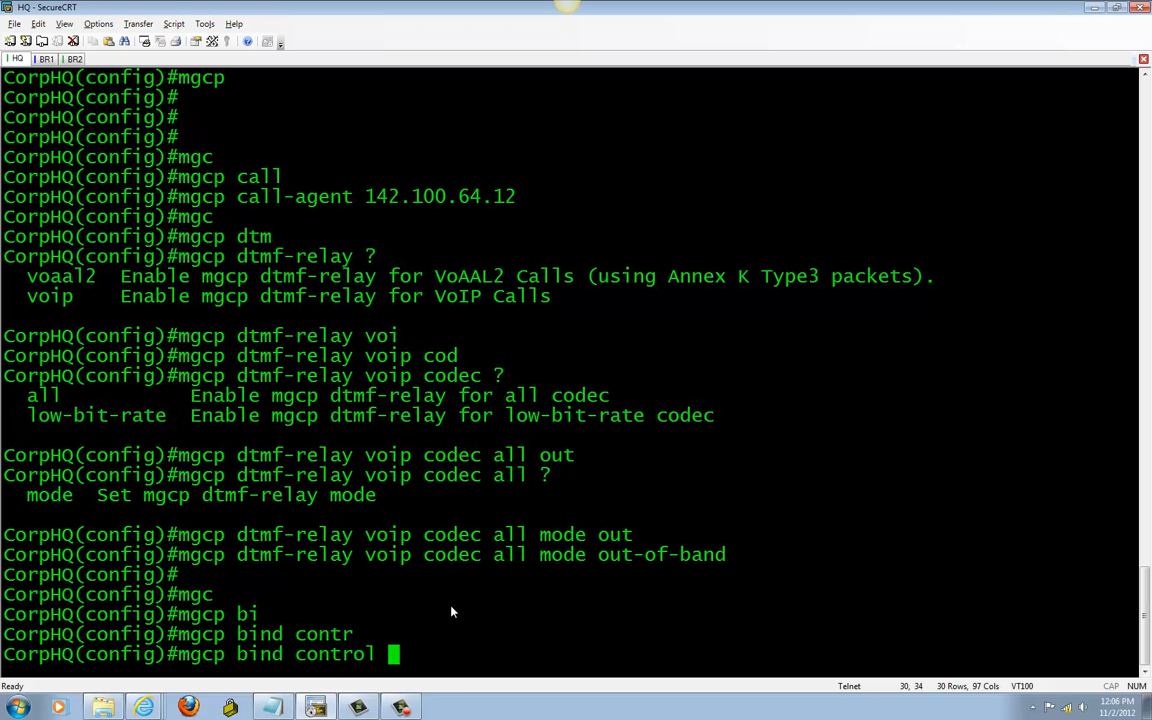 HQ - SecureCRT
File Edit View Options Transfer Script Tools Help
HQ BR1 BR2
CorpHQ(config)#mgcp
CorpHQ(config)#
CorpHQ(config)#
CorpHQ(config)#
CorpHQ(config)#mgc
CorpHQ(config)#mgcp call
CorpHQ(config)#mgcp call-agent 142.100.64.12
CorpHQ(config)#mgc
CorpHQ(config)#mgcp dtm
CorpHQ(config)#mgcp dtmf-relay ?
voaal2 Enable mgcp dtmf-relay for VoAAL2 Calls (using Annex K Type3 packets).
voip Enable mgcp dtmf-relay for VoIP Calls
CorpHQ(config)#mgcp dtmf-relay voi
CorpHQ(config)#mgcp dtmf-relay voip cod
CorpHQ(config)#mgcp dtmf-relay voip codec ?
all Enable mgcp dtmf-relay for all codec
low-bit-rate Enable mgcp dtmf-relay for low-bit-rate codec
CorpHQ(config)#mgcp dtmf-relay voip codec all out
CorpHQ(config)#mgcp dtmf-relay voip codec all ?
mode Set mgcp dtmf-relay mode
CorpHQ(config)#mgcp dtmf-relay voip codec all mode out
CorpHQ(config)#mgcp dtmf-relay voip codec all mode out-of-band
CorpHQ(config)#
CorpHQ(config)#mgc
CorpHQ(config)#mgcp bi
CorpHQ(config)#mgcp bind contr
CorpHQ(config)#mgcp bind control
Ready Telnet 30, 34 30 Rows, 97 Cols VT100 CAP NUM
12:06 PM
11/2/2012